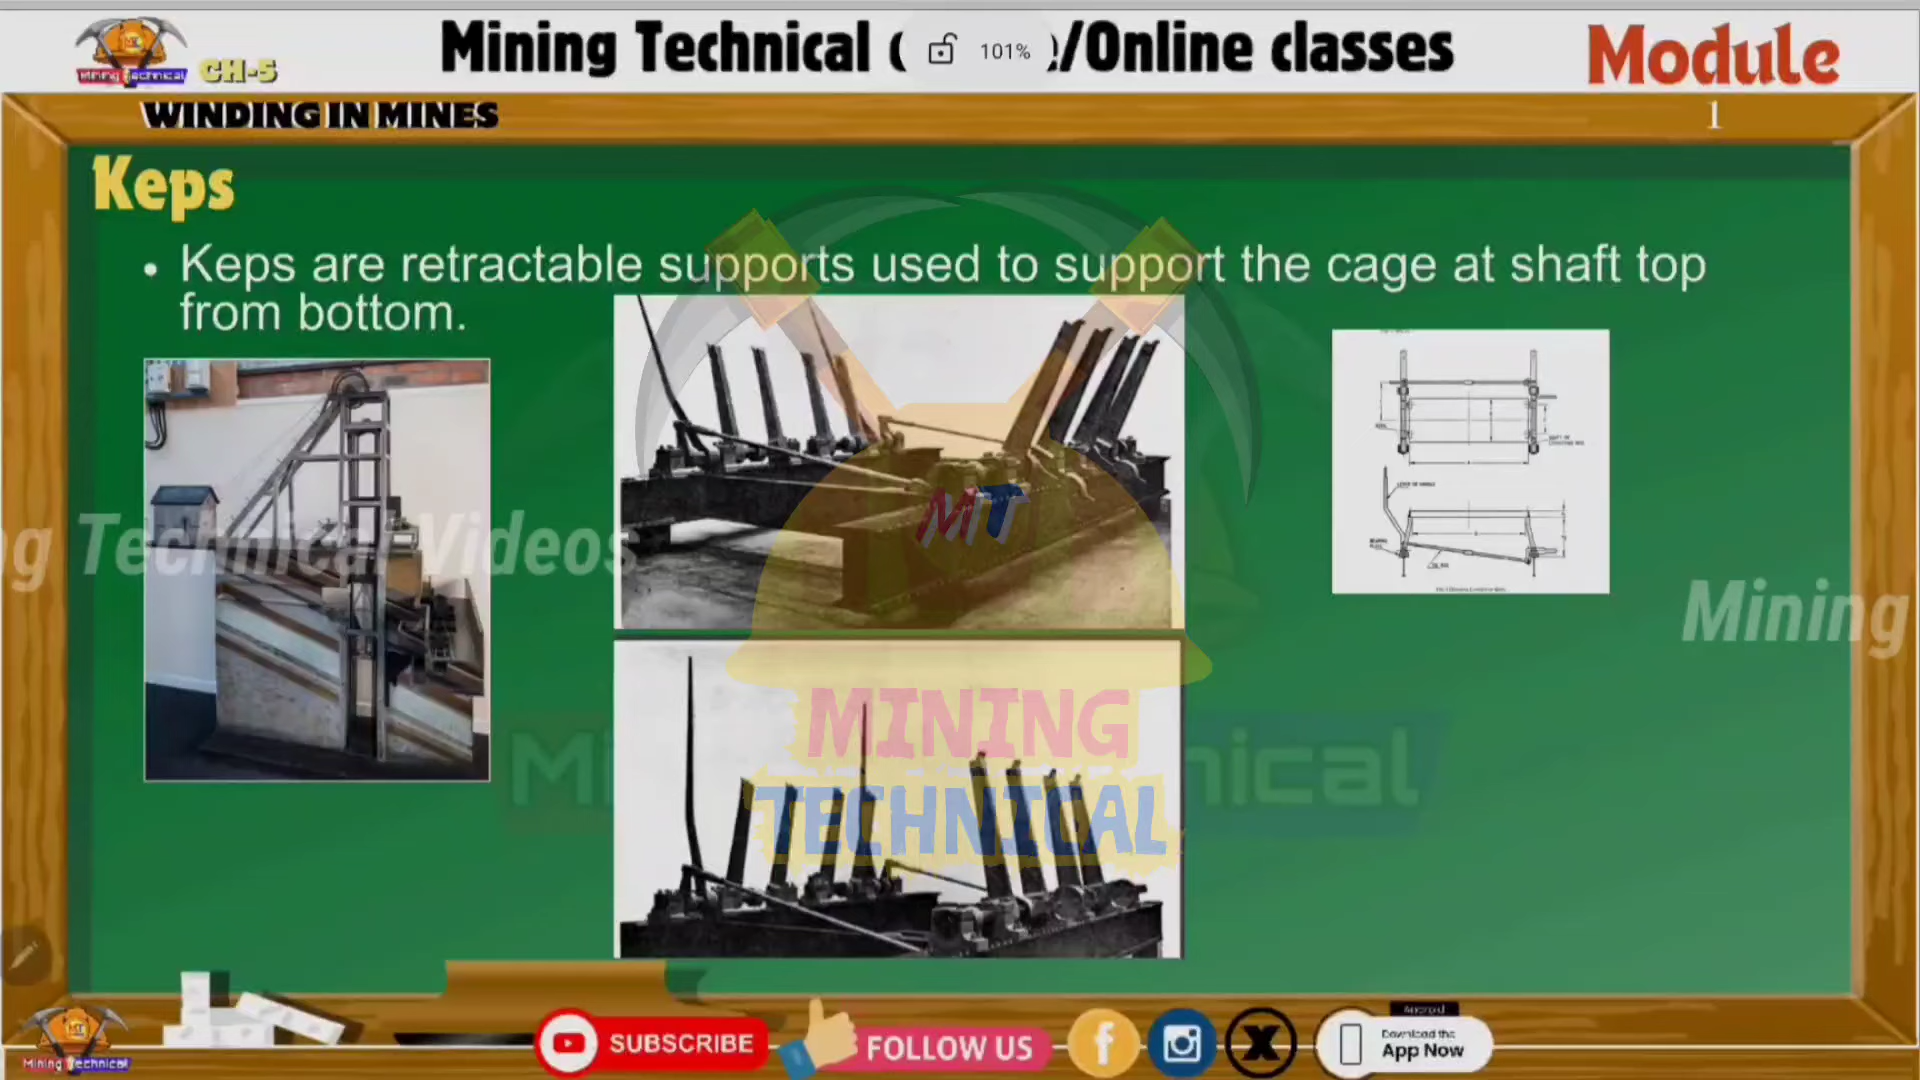 Mining Technical CH-5
Mining Technical /Online classes
101%
Module
1
WINDING IN MINES
Keps
• Keps are retractable supports used to support the cage at shaft top
from bottom.
ng Technical Videos
Mining
MT
MINING
TECHNICAL
Mining Technical
SUBSCRIBE
FOLLOW US
Android
Download the
App Now